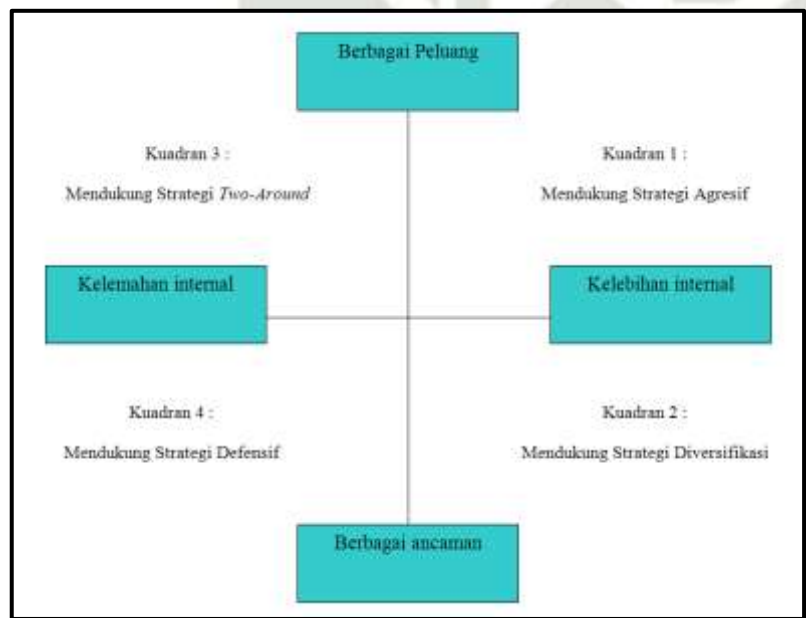 Berbagai Peluang
Kuadran 3 :
Mendukung Strategi Two-Around
Kuadran 1 :
Mendukung Strategi Agresif
Kelemahan internal
Kelebihan internal
Kuadran 4 :
Mendukung Strategi Defensif
Kuadran 2 :
Mendukung Strategi Diversifikasi
Berbagai ancaman